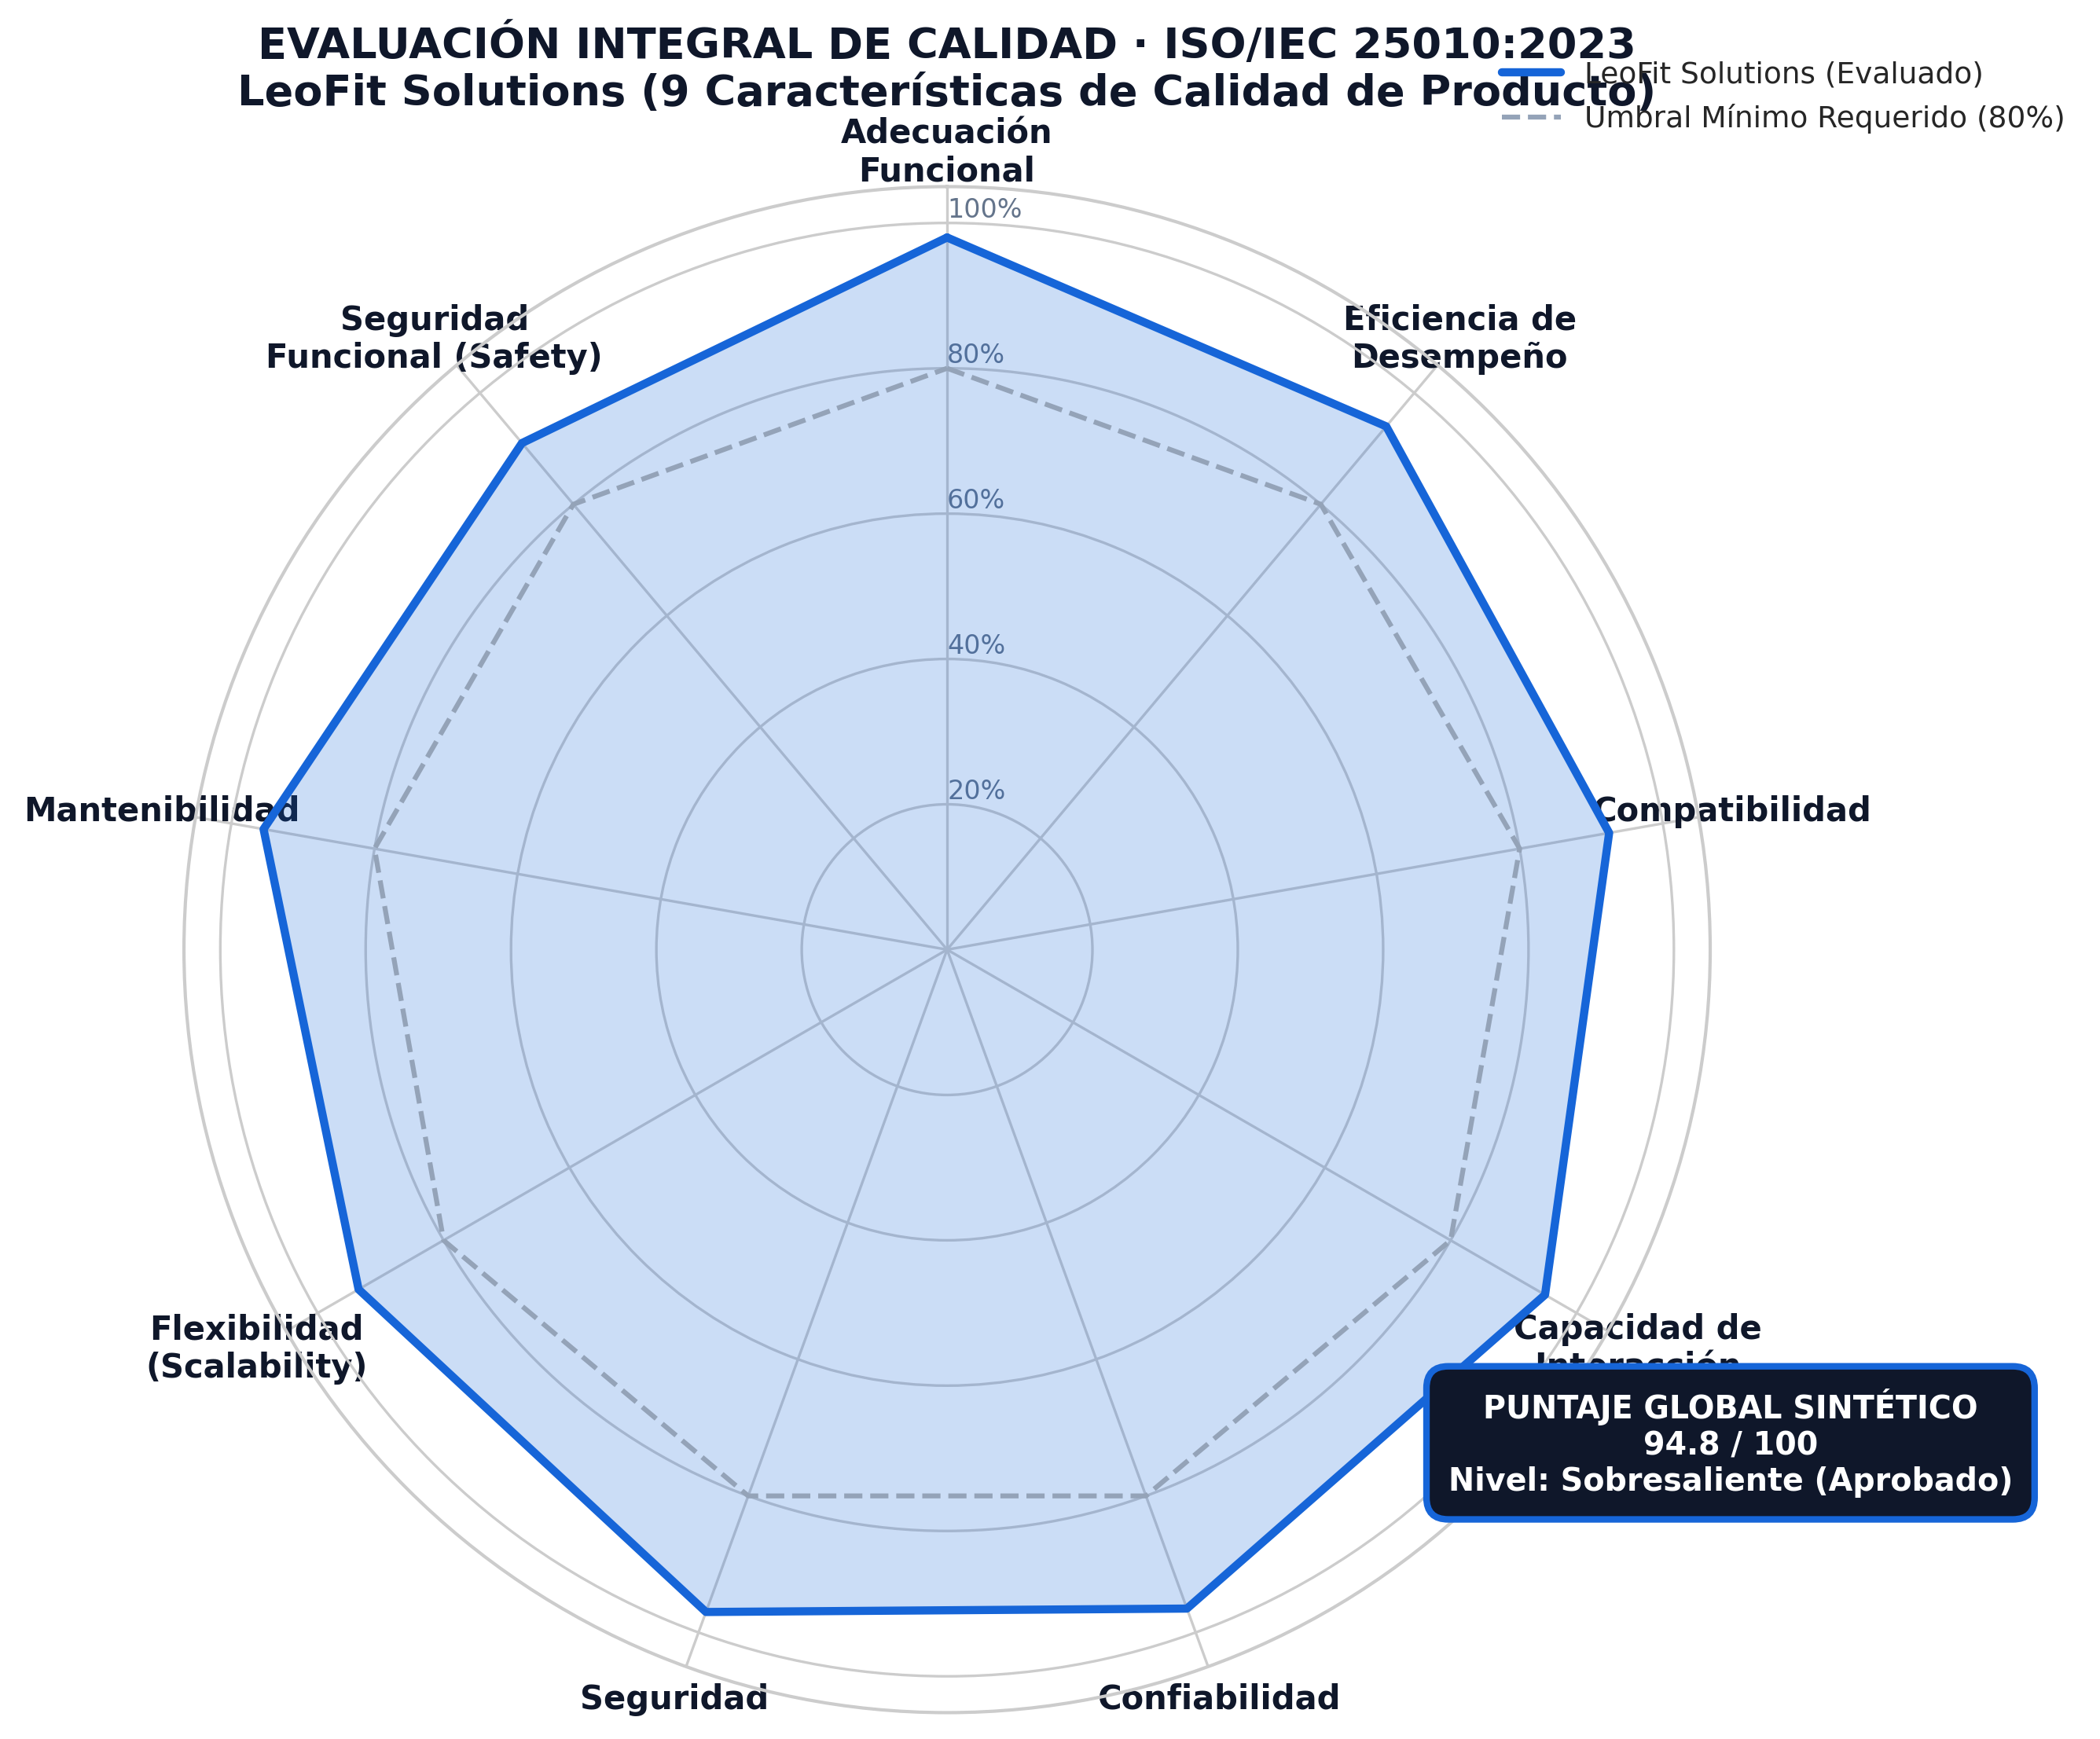 EVALUACIÓN INTEGRAL DE CALIDAD · ISO/IEC 25010:2023
LeoFit Solutions (9 Características de Calidad de Producto)
LeoFit Solutions (Evaluado)
Umbral Mínimo Requerido (80%)
Adecuación
Funcional
100%
Seguridad
Funcional (Safety)
Eficiencia de
Desempeño
80%
60%
40%
20%
Mantenibilidad
Compatibilidad
Flexibilidad
(Scalability)
Capacidad de
Interacción
PUNTAJE GLOBAL SINTÉTICO
94.8 / 100
Nivel: Sobresaliente (Aprobado)
Seguridad
Confiabilidad